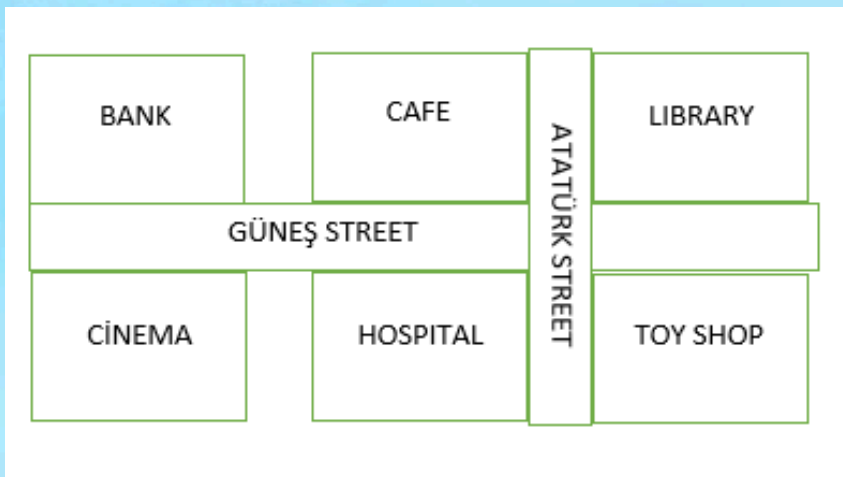 BANK
CAFE
LIBRARY
ATATÜRK STREET
GÜNEŞ STREET
CİNEMA
HOSPITAL
TOY SHOP